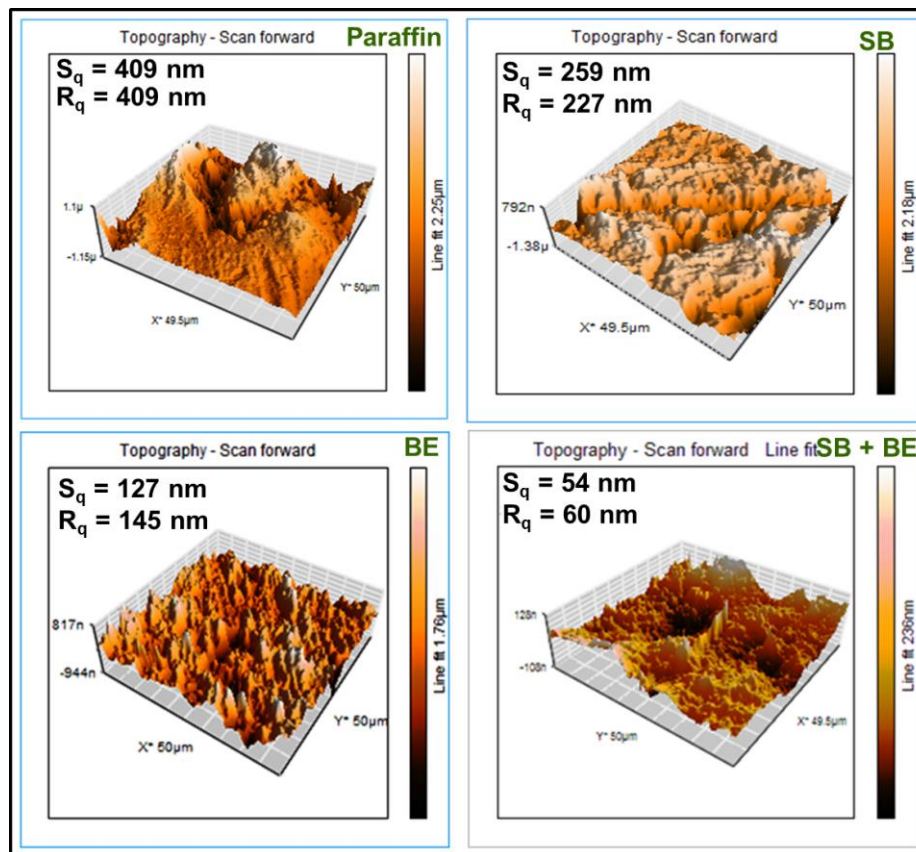 Topography - Scan forward
Paraffin
Sq = 409 nm
Rq = 409 nm
1.1µ
-1.15µ
X* 49.5µm
Y* 50µm
Line fit 2.25µm
Topography - Scan forward
SB
Sq = 259 nm
Rq = 227 nm
792n
-1.38µ
X* 49.5µm
Y* 50µm
Line fit 2.18µm
Topography - Scan forward
BE
Sq = 127 nm
Rq = 145 nm
817n
-944n
X* 50µm
Y* 50µm
Line fit 1.76µm
Topography - Scan forward Line fit
SB + BE
Sq = 54 nm
Rq = 60 nm
128n
-108n
Y* 50µm
X* 49.5µm
Line fit 236nm